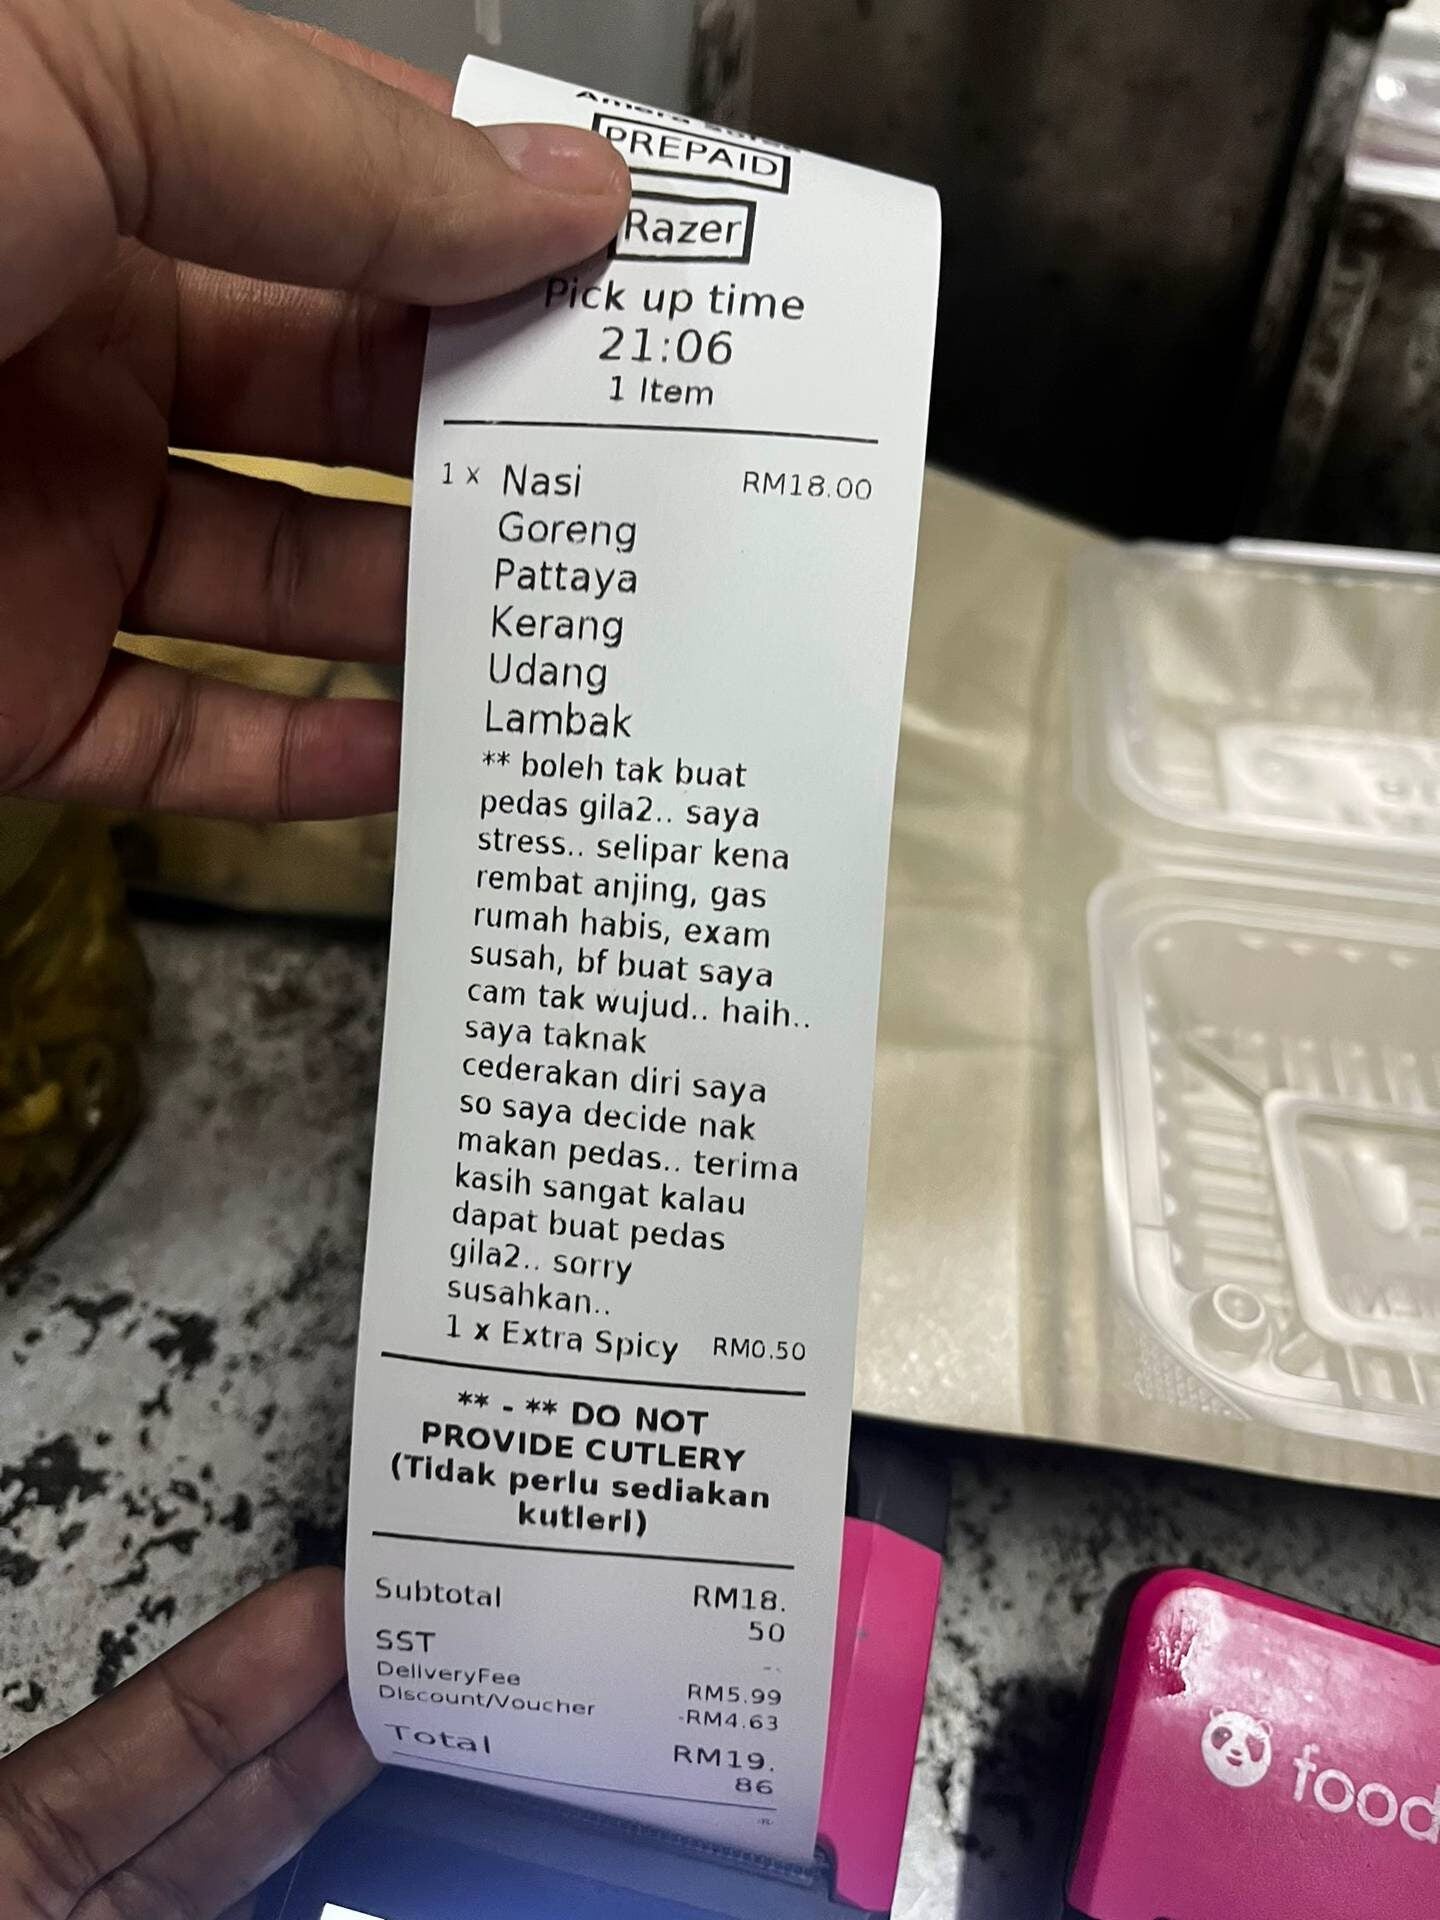 PREPAID
Razer
Pick up time
21:06
1 Item
1 x Nasi RM18.00
Goreng
Pattaya
Kerang
Udang
Lambak
** boleh tak buat
pedas gila2.. saya
stress.. selipar kena
rembat anjing, gas
rumah habis, exam
susah, bf buat saya
cam tak wujud.. haih..
saya taknak
cederakan diri saya
so saya decide nak
makan pedas.. terima
kasih sangat kalau
dapat buat pedas
gila2.. sorry
susahkan..
1 x Extra Spicy RM0.50
** - ** DO NOT
PROVIDE CUTLERY
(Tidak perlu sediakan
kutleri)
Subtotal RM18.
50
SST
DeliveryFee RM5.99
Discount/Voucher -RM4.63
Total RM19.
86
food